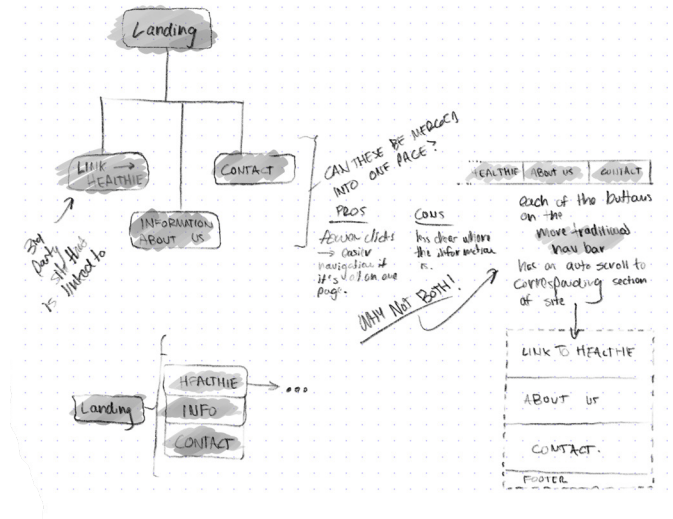 Landing
LINK →
HEALTHIE
CONTACT
INFORMATION
ABOUT US
3rd
party
site that
is linked to
CAN THESE BE MERGED
INTO ONE PAGE?
PROS
fewer clicks
→ easier
navigation if
it's all on one
page.
CONS
less clear where
the information
is.
WHY NOT BOTH!
HEALTHIE ABOUT US CONTACT
each of the buttons
on the
more traditional
nav bar
has an auto scroll to
corresponding section
of site
LINK TO HEALTHIE
ABOUT US
CONTACT.
FOOTER
Landing
HEALTHIE → ...
INFO
CONTACT